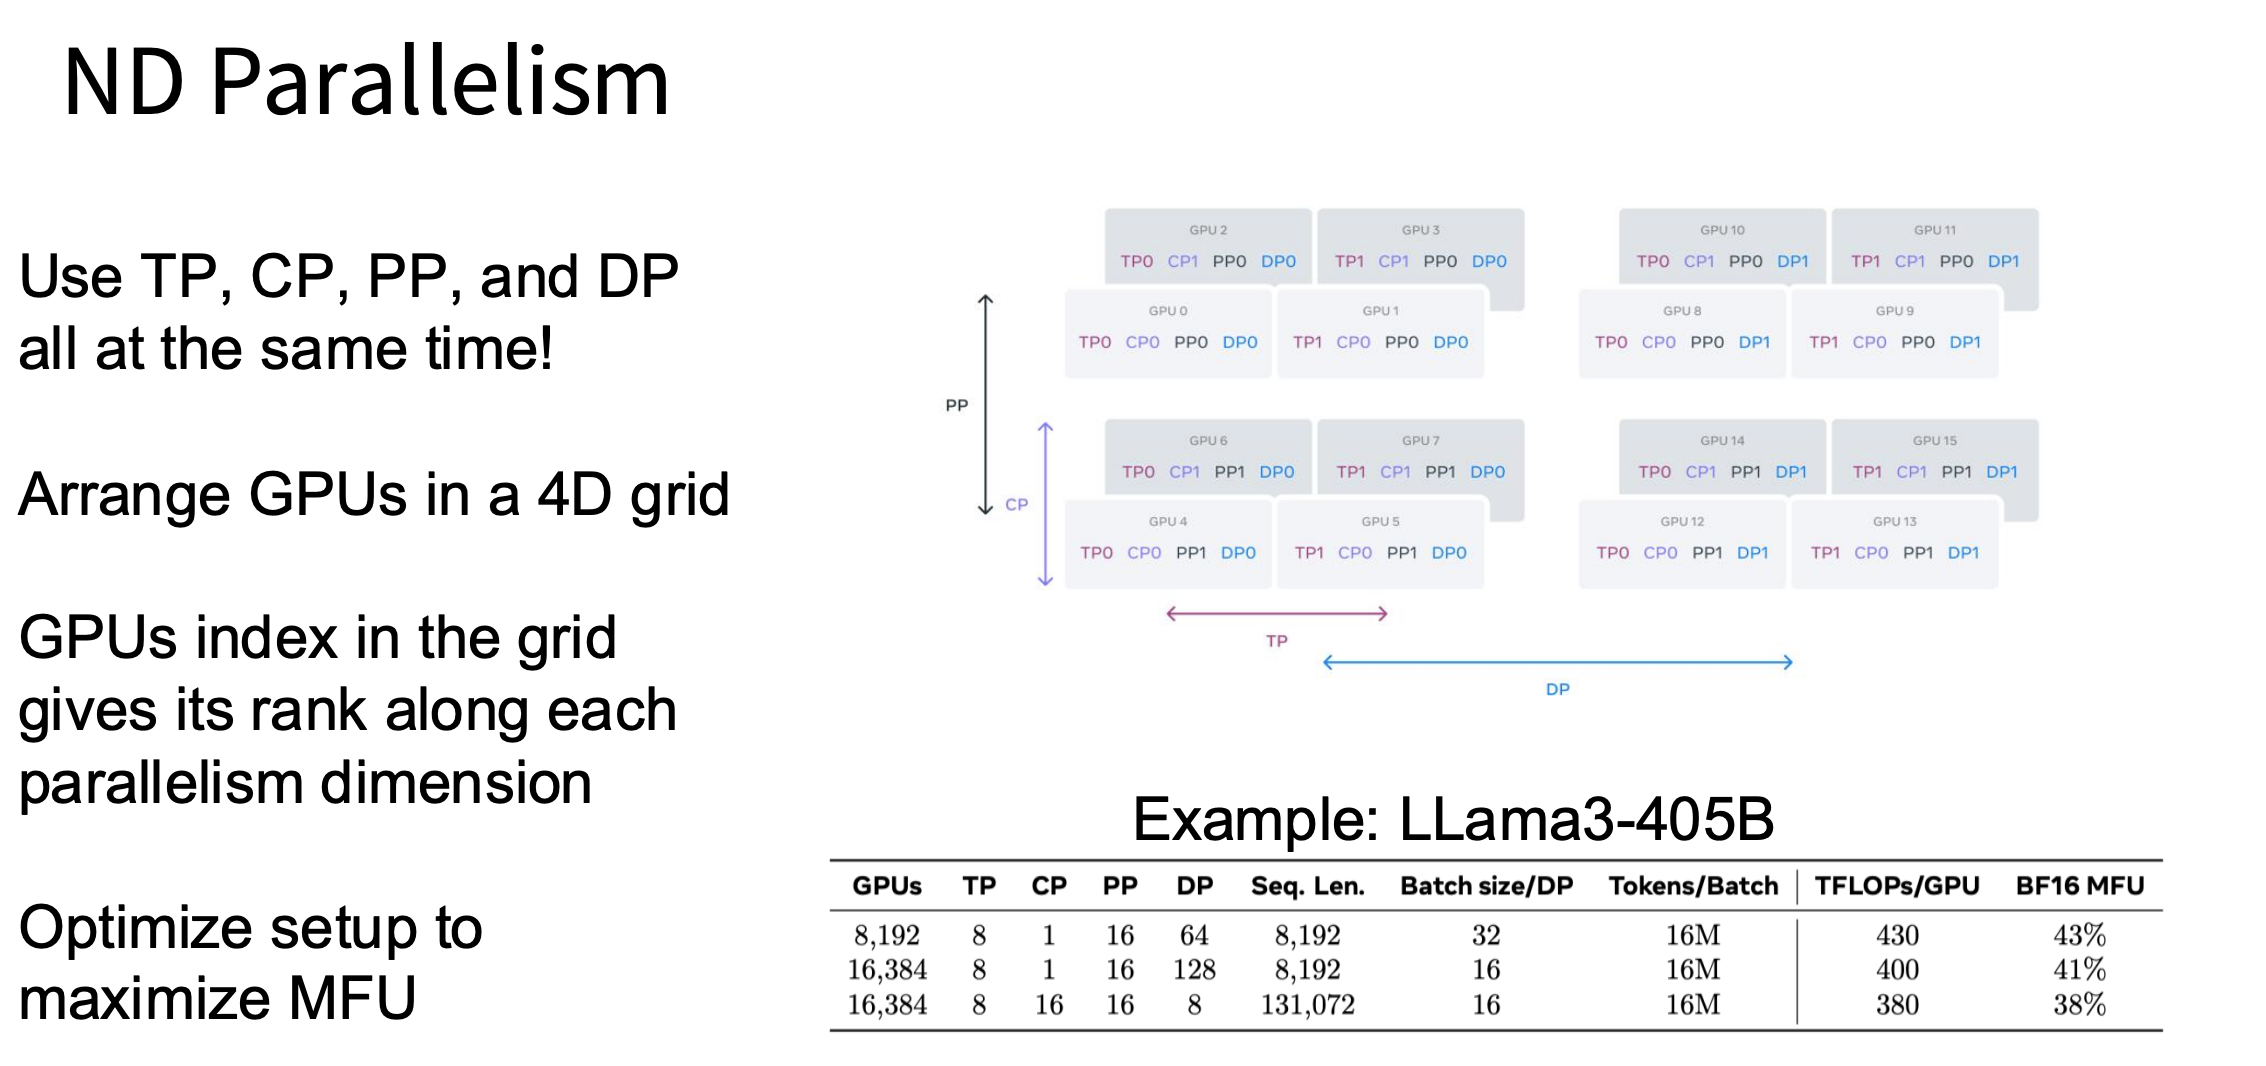 ND Parallelism
Use TP, CP, PP, and DP
all at the same time!
Arrange GPUs in a 4D grid
GPUs index in the grid
gives its rank along each
parallelism dimension
Optimize setup to
maximize MFU
GPU 2 GPU 3 GPU 10 GPU 11
TP0 CP1 PP0 DP0 TP1 CP1 PP0 DP0 TP0 CP1 PP0 DP1 TP1 CP1 PP0 DP1
GPU 0 GPU 1 GPU 8 GPU 9
TP0 CP0 PP0 DP0 TP1 CP0 PP0 DP0 TP0 CP0 PP0 DP1 TP1 CP0 PP0 DP1
PP
GPU 6 GPU 7 GPU 14 GPU 15
TP0 CP1 PP1 DP0 TP1 CP1 PP1 DP0 TP0 CP1 PP1 DP1 TP1 CP1 PP1 DP1
CP
GPU 4 GPU 5 GPU 12 GPU 13
TP0 CP0 PP1 DP0 TP1 CP0 PP1 DP0 TP0 CP0 PP1 DP1 TP1 CP0 PP1 DP1
TP
DP
Example: LLama3-405B
GPUs TP CP PP DP Seq. Len. Batch size/DP Tokens/Batch TFLOPs/GPU BF16 MFU
8,192 8 1 16 64 8,192 32 16M 430 43%
16,384 8 1 16 128 8,192 16 16M 400 41%
16,384 8 16 16 8 131,072 16 16M 380 38%